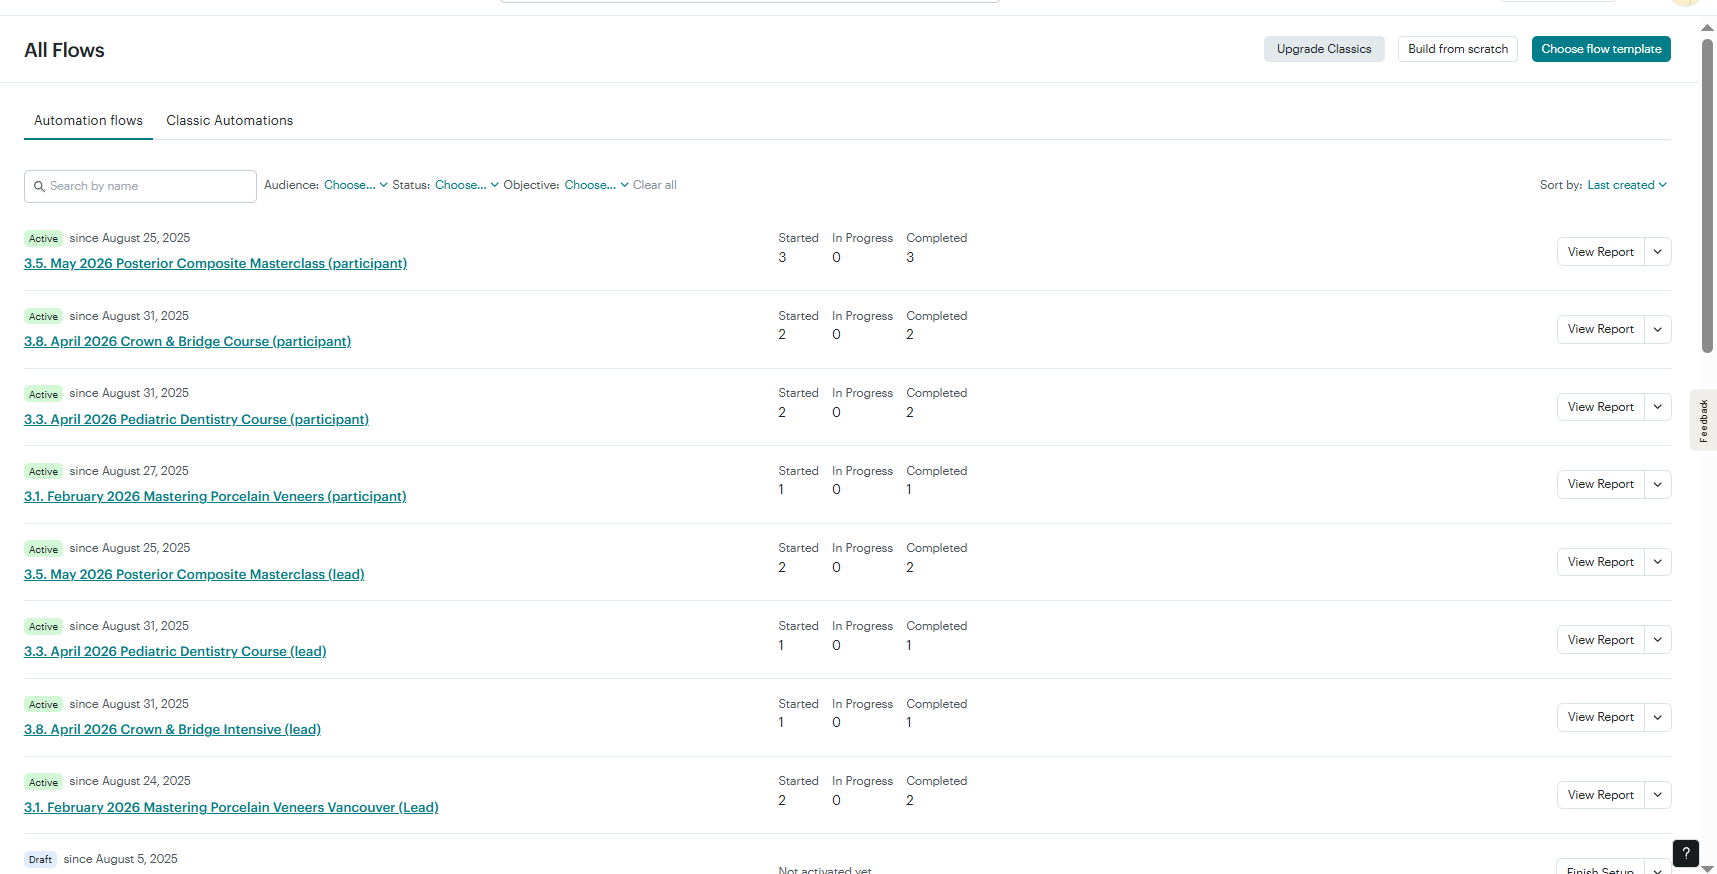 All Flows
Upgrade Classics
Build from scratch
Choose flow template
Automation flows
Classic Automations
Search by name
Audience: Choose... Status: Choose... Objective: Choose... Clear all
Sort by: Last created
Active since August 25, 2025
3.5. May 2026 Posterior Composite Masterclass (participant)
Started In Progress Completed
3 0 3
View Report
Active since August 31, 2025
3.8. April 2026 Crown & Bridge Course (participant)
Started In Progress Completed
2 0 2
View Report
Active since August 31, 2025
3.3. April 2026 Pediatric Dentistry Course (participant)
Started In Progress Completed
2 0 2
View Report
Feedback
Active since August 27, 2025
3.1. February 2026 Mastering Porcelain Veneers (participant)
Started In Progress Completed
1 0 1
View Report
Active since August 25, 2025
3.5. May 2026 Posterior Composite Masterclass (lead)
Started In Progress Completed
2 0 2
View Report
Active since August 31, 2025
3.3. April 2026 Pediatric Dentistry Course (lead)
Started In Progress Completed
1 0 1
View Report
Active since August 31, 2025
3.8. April 2026 Crown & Bridge Intensive (lead)
Started In Progress Completed
1 0 1
View Report
Active since August 24, 2025
3.1. February 2026 Mastering Porcelain Veneers Vancouver (Lead)
Started In Progress Completed
2 0 2
View Report
Draft since August 5, 2025
Not activated yet
Finish Setup
?